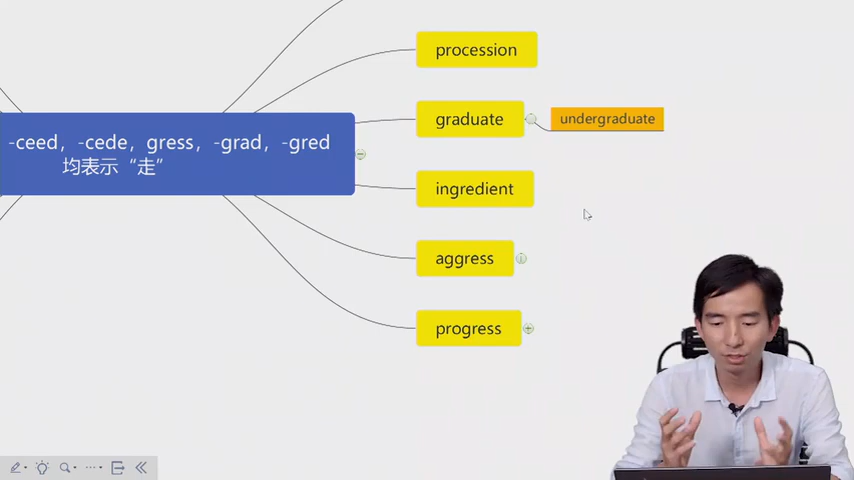 procession
graduate
undergraduate
-ceed，-cede，gress，-grad，-gred
均表示“走”
ingredient
aggress
progress